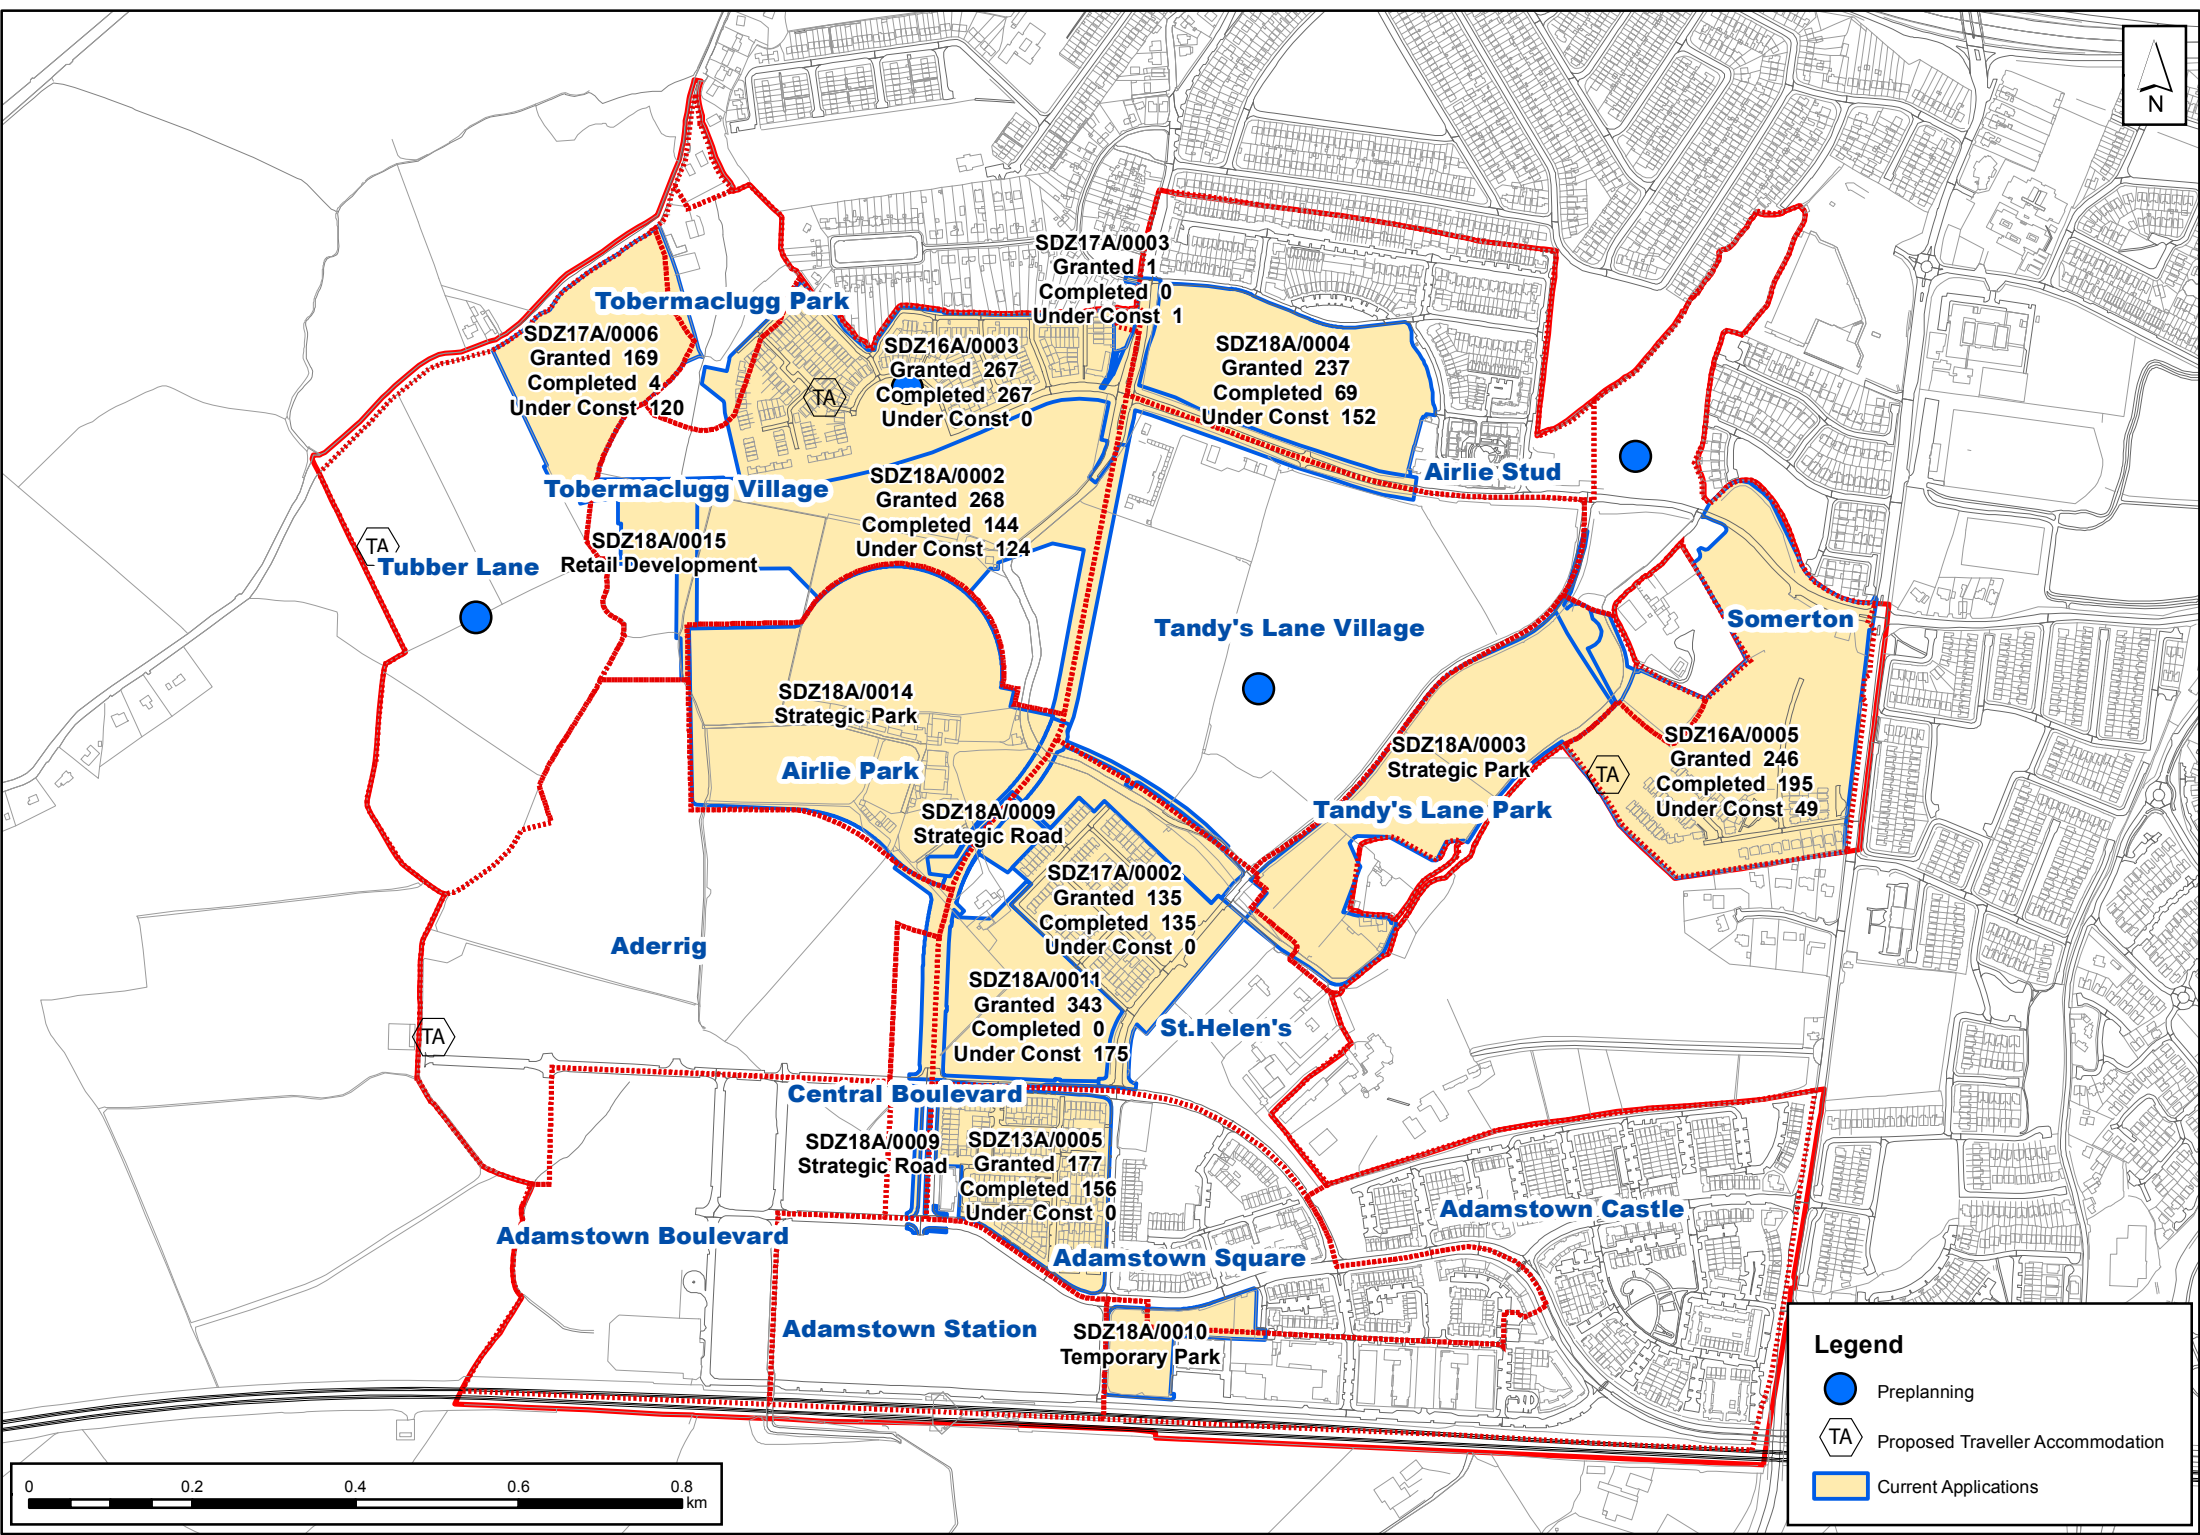 N
SDZ17A/0003
Granted 1
Completed 0
Under Const 1
Tobermaclugg Park
SDZ17A/0006
Granted 169
Completed 4
Under Const 120
SDZ16A/0003
Granted 267
Completed 267
Under Const 0
TA
SDZ18A/0004
Granted 237
Completed 69
Under Const 152
Airlie Stud
Tobermaclugg Village
SDZ18A/0002
Granted 268
Completed 144
Under Const 124
SDZ18A/0015
Retail Development
TA
Tubber Lane
Tandy's Lane Village
Somerton
SDZ18A/0014
Strategic Park
Airlie Park
SDZ18A/0003
Strategic Park
Tandy's Lane Park
TA
SDZ16A/0005
Granted 246
Completed 195
Under Const 49
SDZ18A/0009
Strategic Road
SDZ17A/0002
Granted 135
Completed 135
Under Const 0
Aderrig
SDZ18A/0011
Granted 343
Completed 0
Under Const 175
St.Helen's
TA
Central Boulevard
SDZ18A/0009
Strategic Road
SDZ13A/0005
Granted 177
Completed 156
Under Const 0
Adamstown Boulevard
Adamstown Square
Adamstown Castle
Adamstown Station
SDZ18A/0010
Temporary Park
Legend
Preplanning
TA
Proposed Traveller Accommodation
Current Applications
0 0.2 0.4 0.6 0.8
km